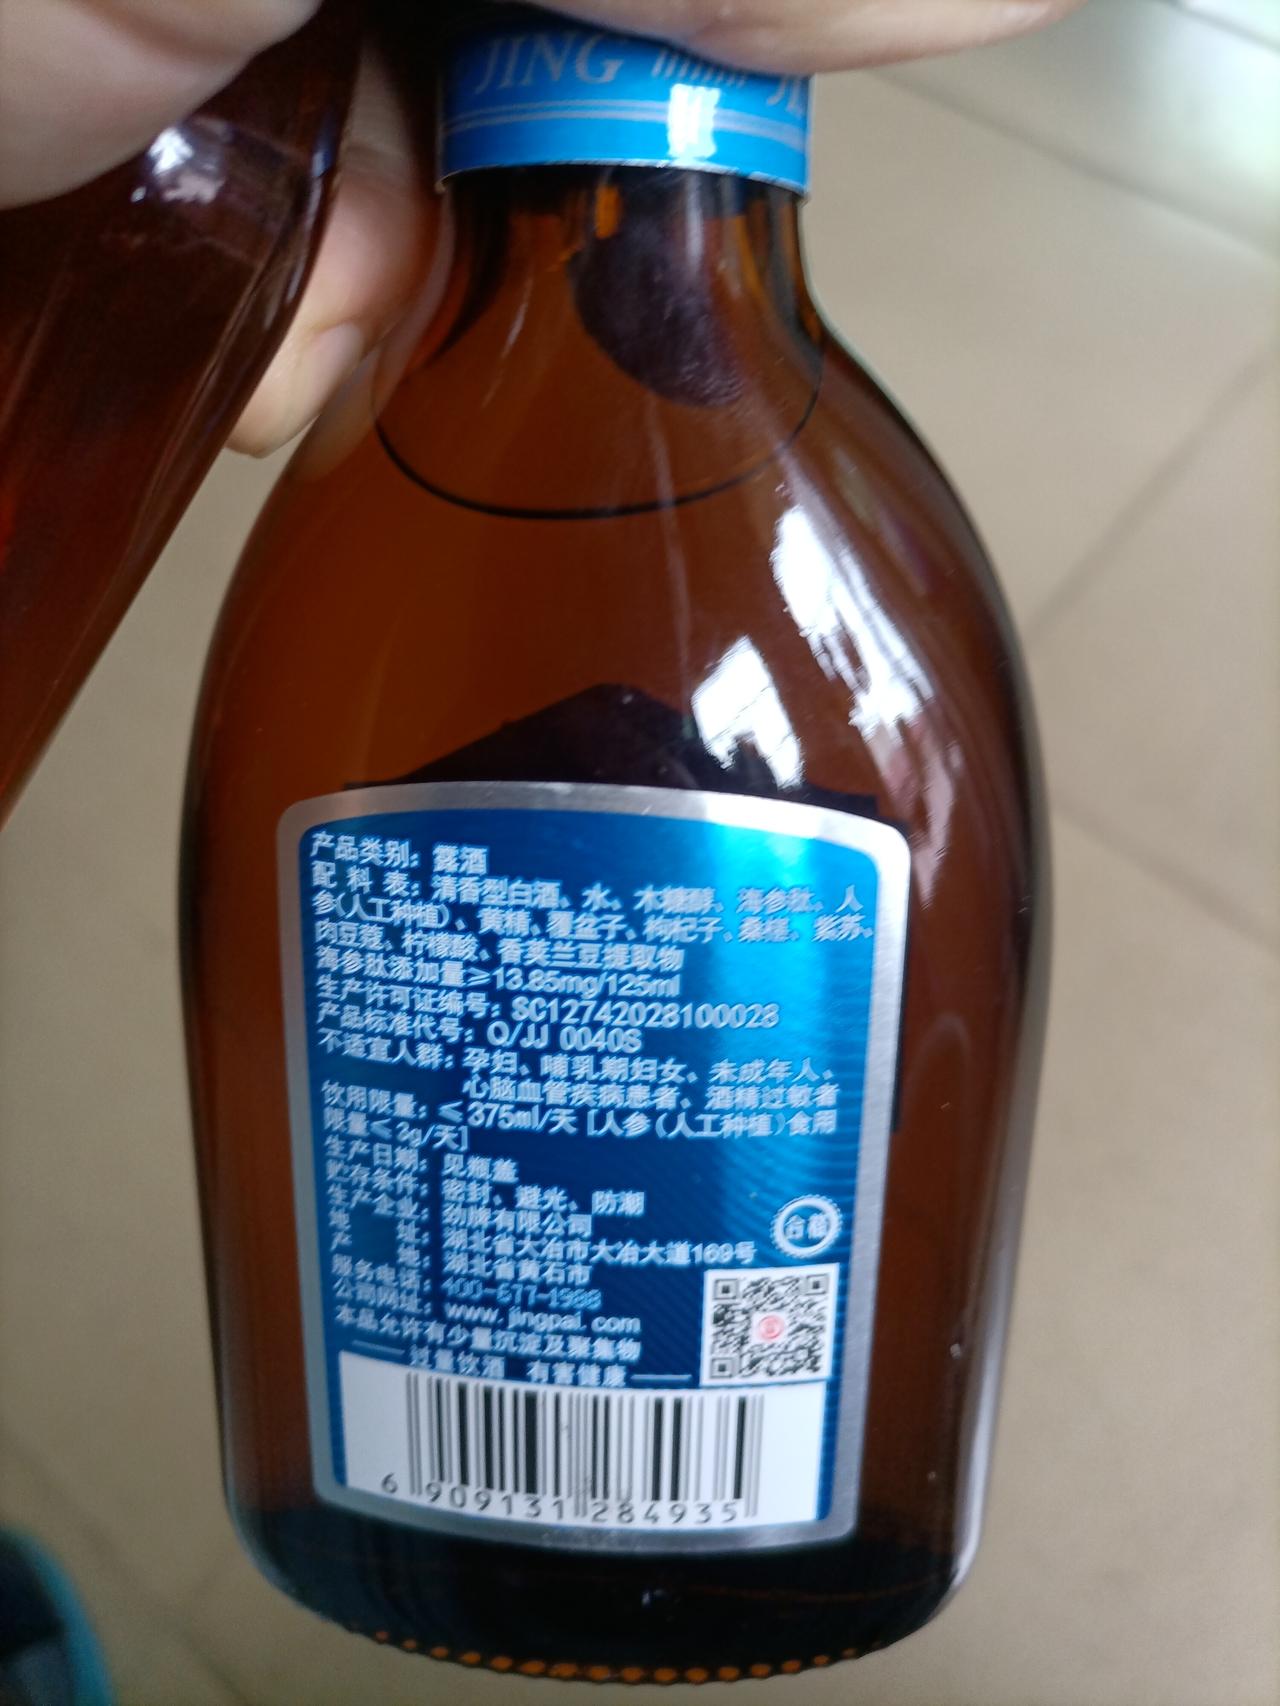 JING
产品类别：露酒
配 料 表：清香型白酒、水、木糖醇、海参肽、人
参(人工种植)、黄精、覆盆子、枸杞子、桑椹、紫苏、
肉豆蔻、柠檬酸、香荚兰豆提取物
海参肽添加量≥13.85mg/125ml
生产许可证编号：SC12742028100028
产品标准代号：Q/JJ 0040S
不适宜人群：孕妇、哺乳期妇女、未成年人、
心脑血管疾病患者、酒精过敏者
饮用限量：≤375ml/天 [人参(人工种植)食用
限量≤3g/天]
生产日期：见瓶盖
贮存条件：密封、避光、防潮
生产企业：劲牌有限公司
地 址：湖北省大冶市大冶大道169号
产 地：湖北省黄石市
服务电话：400-677-1988
公司网址：www.jingpai.com
本品允许有少量沉淀及聚集物
过量饮酒 有害健康
6 909131 284935